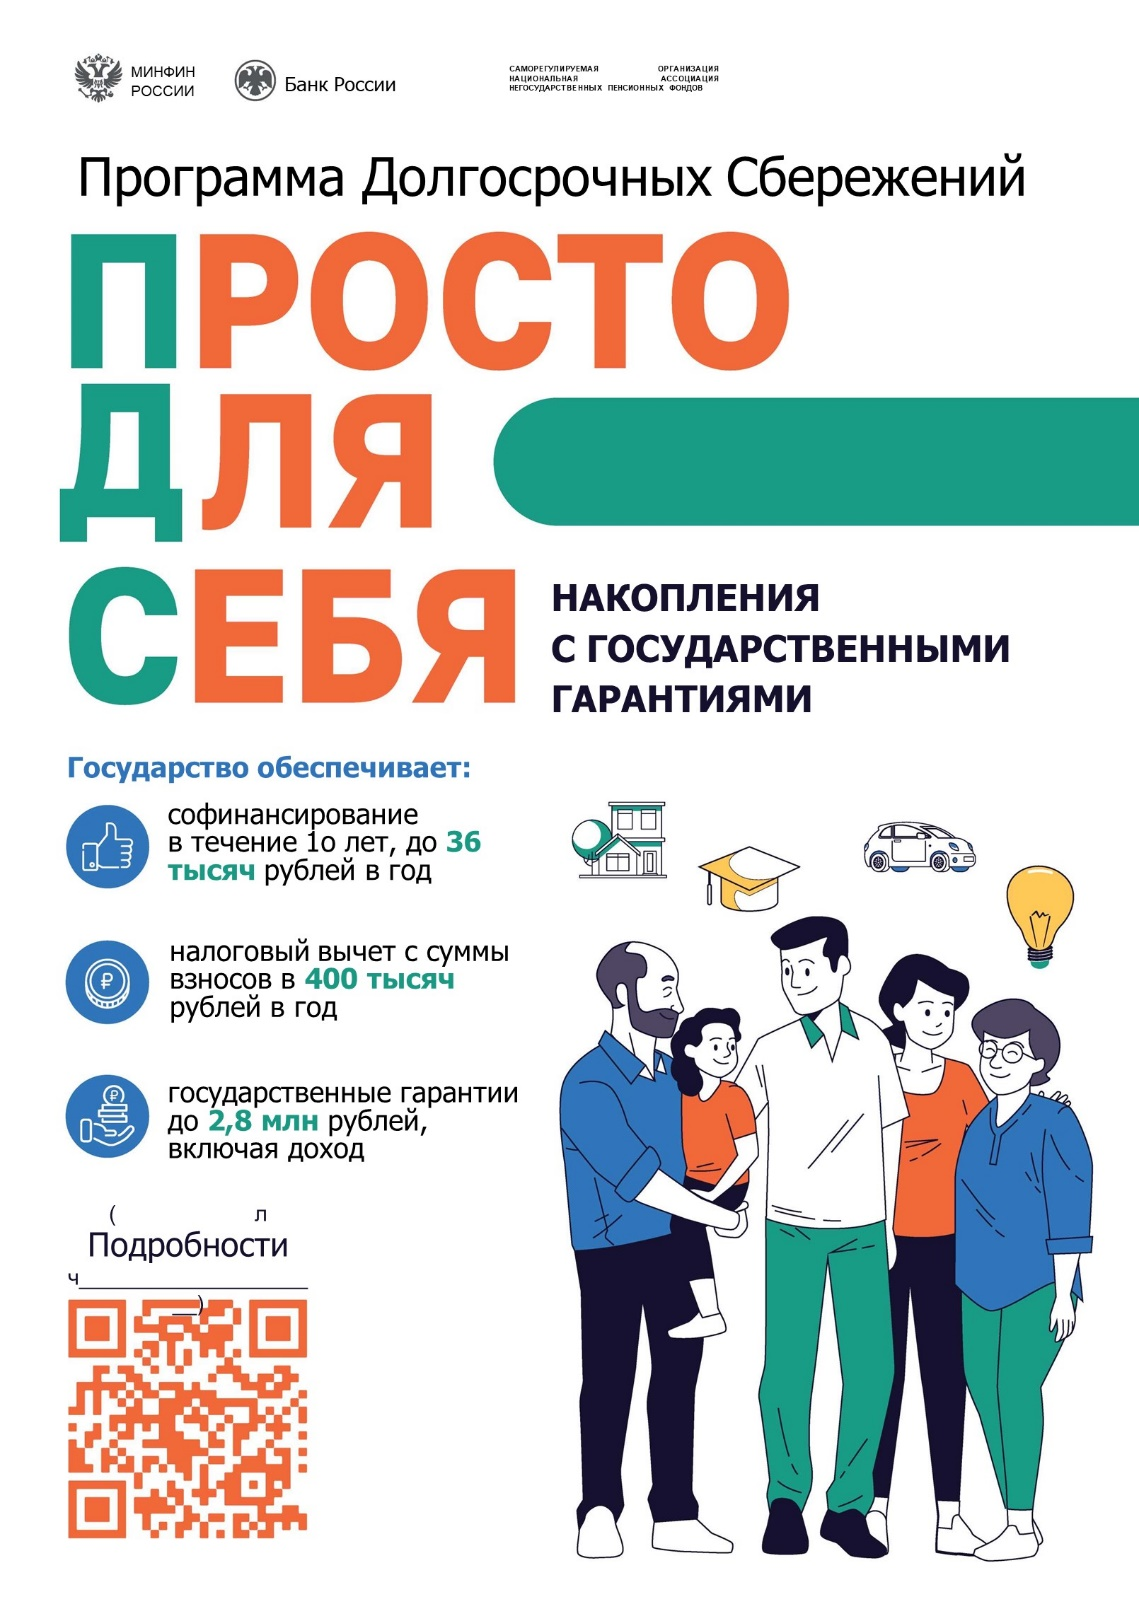 МИНФИН
РОССИИ
Банк России
САМОРЕГУЛИРУЕМАЯ ОРГАНИЗАЦИЯ
НАЦИОНАЛЬНАЯ АССОЦИАЦИЯ
НЕГОСУДАРСТВЕННЫХ ПЕНСИОННЫХ ФОНДОВ
Программа Долгосрочных Сбережений
ПРОСТО
ДЛЯ
СЕБЯ
НАКОПЛЕНИЯ
С ГОСУДАРСТВЕННЫМИ
ГАРАНТИЯМИ
Государство обеспечивает:
софинансирование
в течение 1о лет, до 36
тысяч рублей в год
налоговый вычет с суммы
взносов в 400 тысяч
рублей в год
государственные гарантии
до 2,8 млн рублей,
включая доход
( л
Подробности
ч___________________
__)